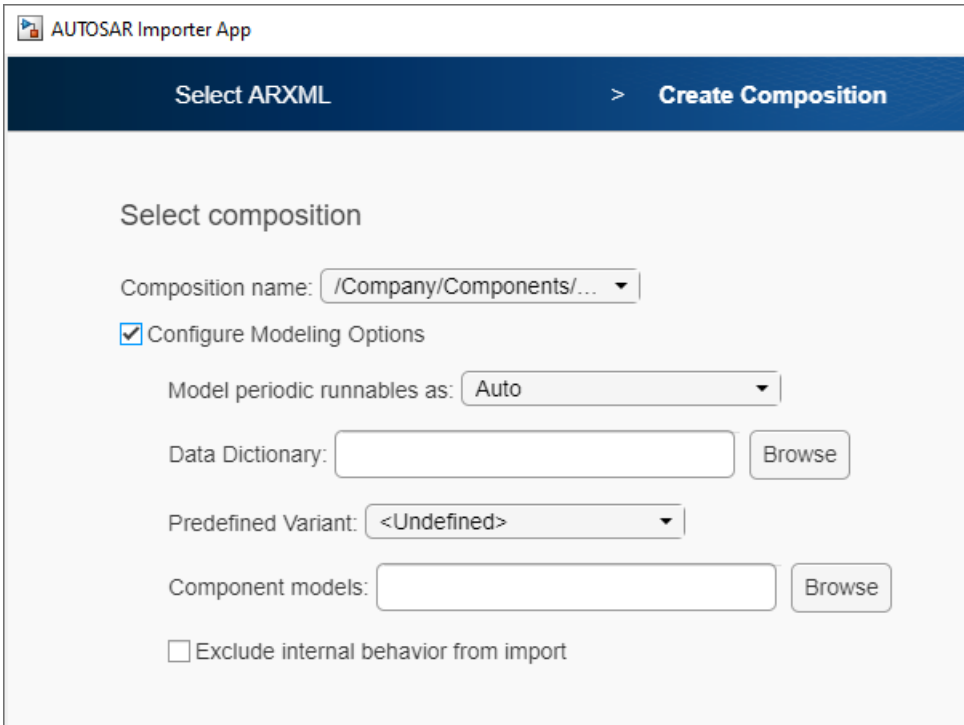 AUTOSAR Importer App
Select ARXML > Create Composition
Select composition
Composition name: /Company/Components/...
Configure Modeling Options
Model periodic runnables as: Auto
Data Dictionary: Browse
Predefined Variant: <Undefined>
Component models: Browse
Exclude internal behavior from import